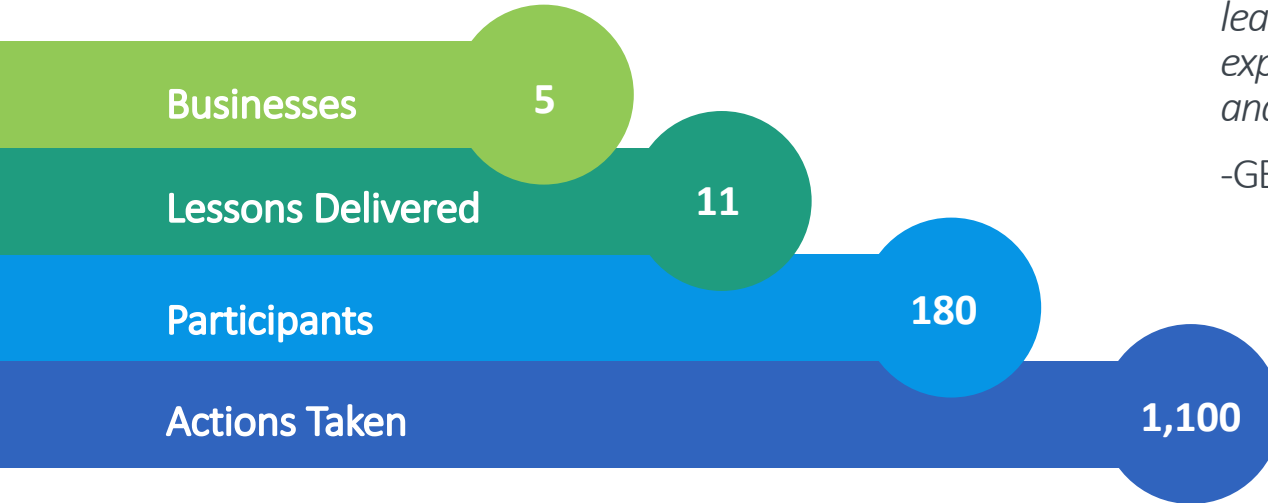 Businesses 5
Lessons Delivered 11
Participants 180
Actions Taken 1,100